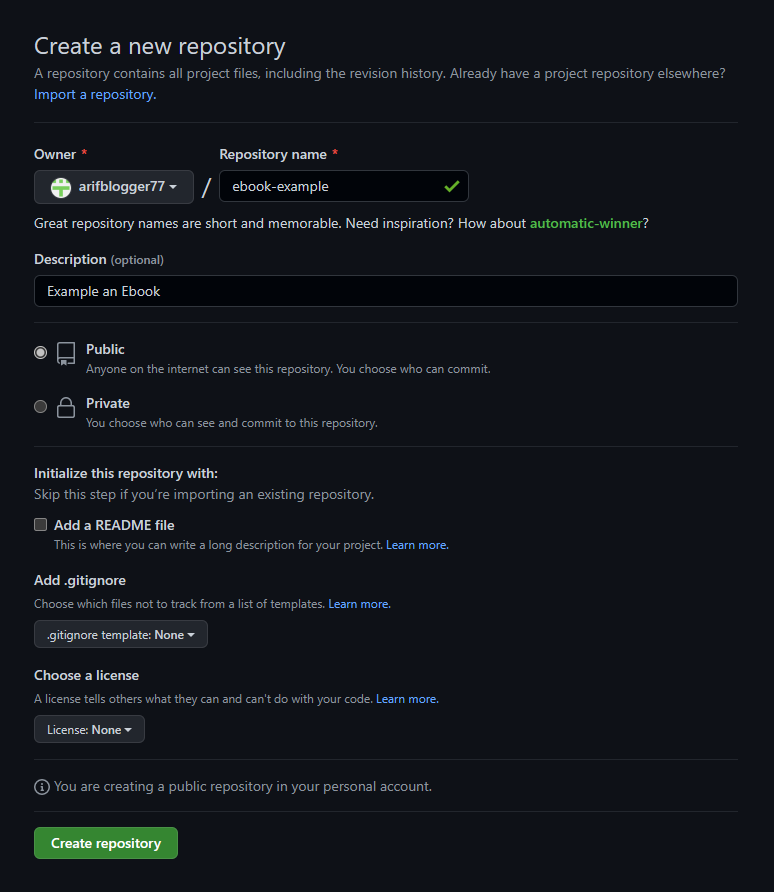 Create a new repository
A repository contains all project files, including the revision history. Already have a project repository elsewhere?
Import a repository.
Owner * Repository name *
arifblogger77 / ebook-example
Great repository names are short and memorable. Need inspiration? How about automatic-winner?
Description (optional)
Example an Ebook
Public
Anyone on the internet can see this repository. You choose who can commit.
Private
You choose who can see and commit to this repository.
Initialize this repository with:
Skip this step if you're importing an existing repository.
Add a README file
This is where you can write a long description for your project. Learn more.
Add .gitignore
Choose which files not to track from a list of templates. Learn more.
.gitignore template: None
Choose a license
A license tells others what they can and can't do with your code. Learn more.
License: None
You are creating a public repository in your personal account.
Create repository